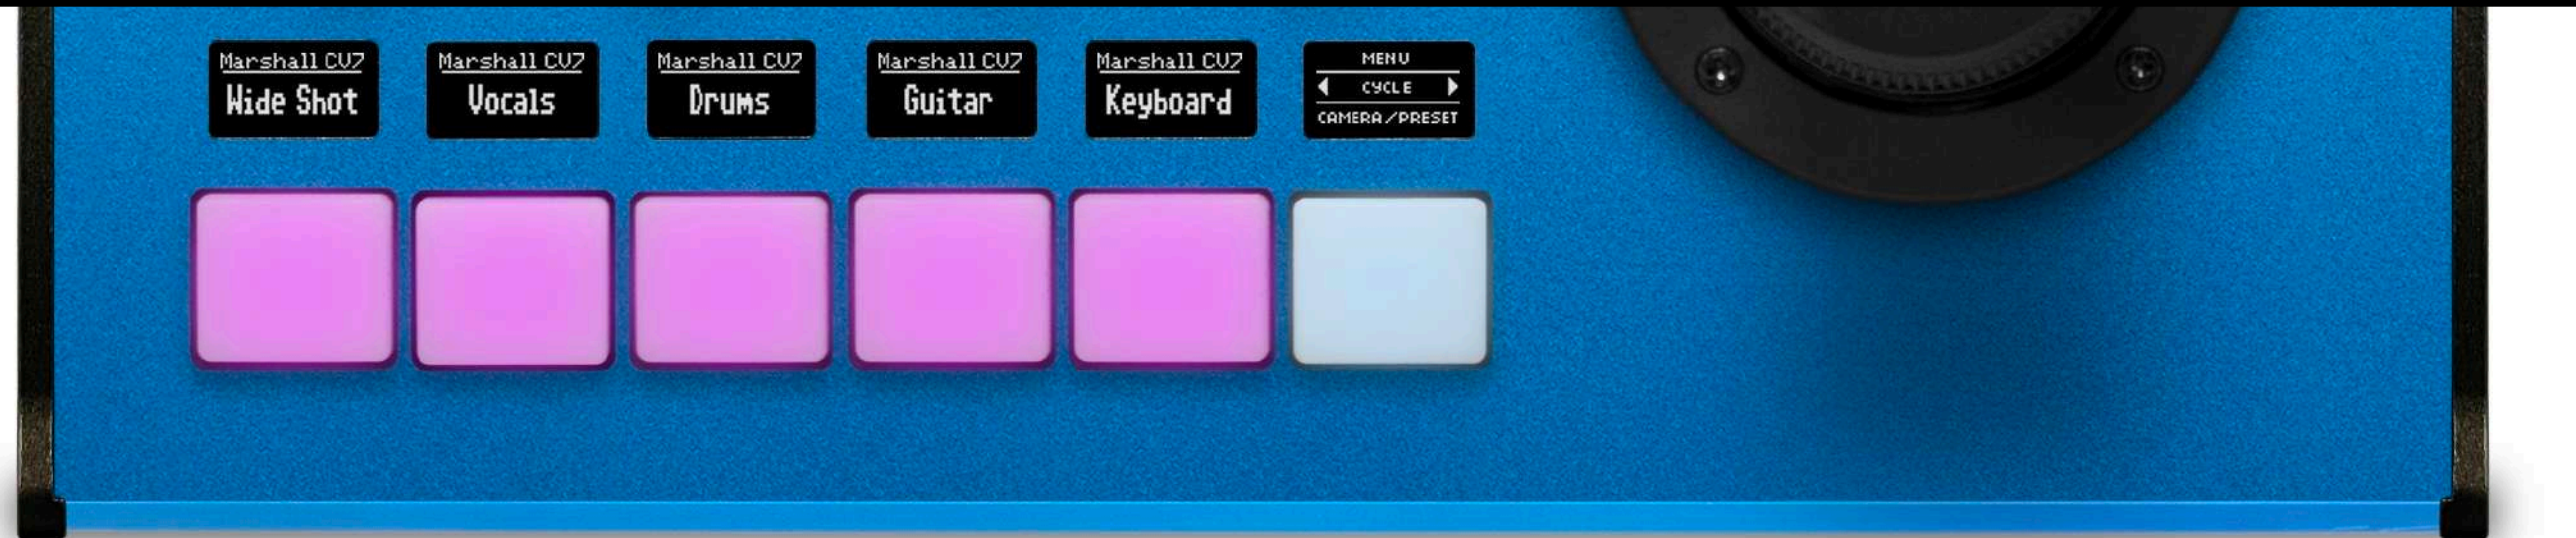 Marshall CV7
Wide Shot
Marshall CV7
Vocals
Marshall CV7
Drums
Marshall CV7
Guitar
Marshall CV7
Keyboard
MENU
CYCLE
CAMERA/PRESET